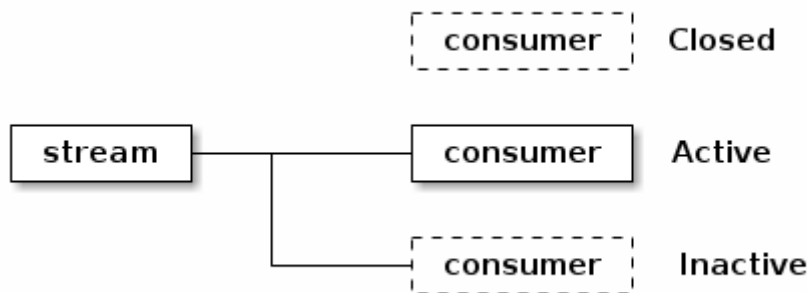 consumer Closed
stream consumer Active
consumer Inactive